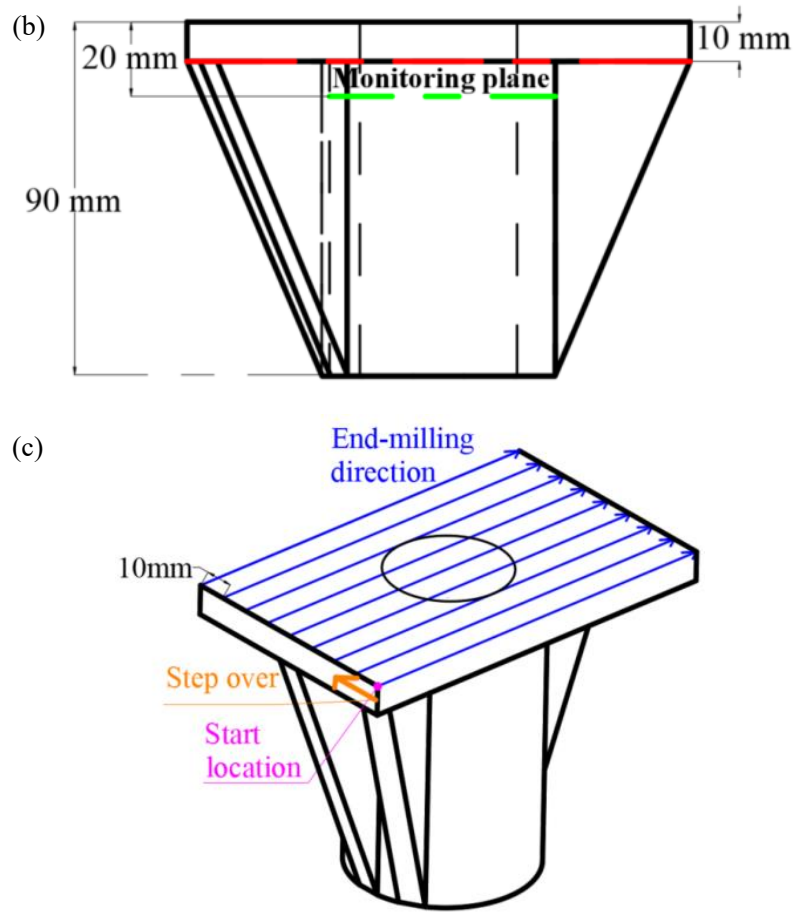 (b)
10 mm
20 mm
Monitoring plane
90 mm
(c)
End-milling
direction
10mm
Step over
Start
location